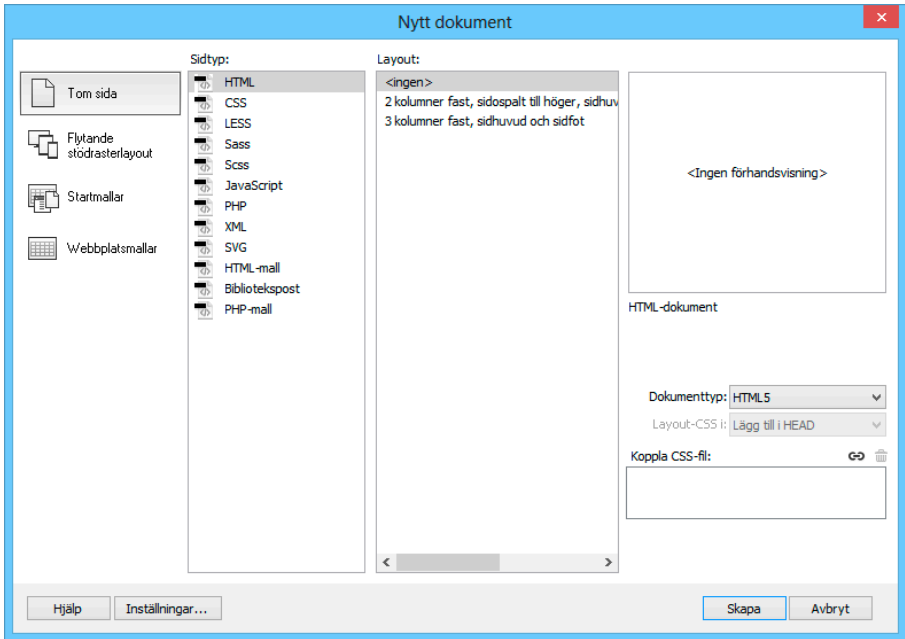 Nytt dokument
Tom sida
Flytande
stödrasterlayout
Startmallar
Webbplatsmallar
Sidtyp:
HTML
CSS
LESS
Sass
Scss
JavaScript
PHP
XML
SVG
HTML-mall
Bibliotekspost
PHP-mall
Layout:
<ingen>
2 kolumner fast, sidospalt till höger, sidhuv
3 kolumner fast, sidhuvud och sidfot
<Ingen förhandsvisning>
HTML-dokument
Dokumenttyp: HTML5
Layout-CSS i: Lägg till i HEAD
Koppla CSS-fil:
Hjälp
Inställningar...
Skapa
Avbryt